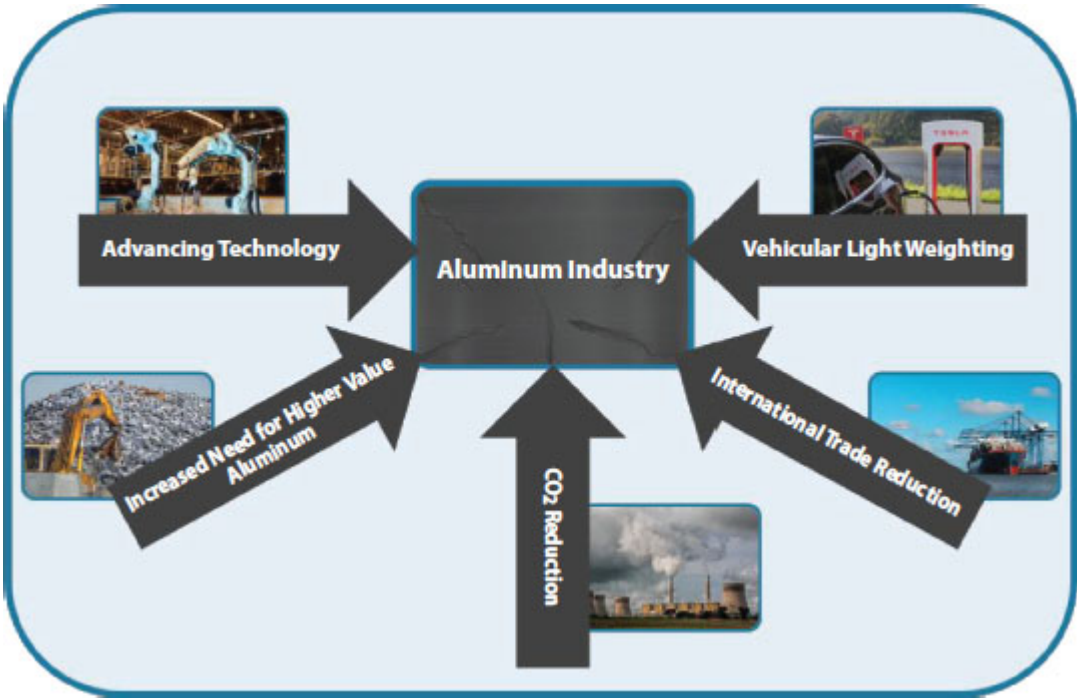 Advancing Technology
Vehicular Light Weighting
Aluminum Industry
Increased Need for Higher Value
Aluminum
CO₂ Reduction
International Trade Reduction
TESLA
T